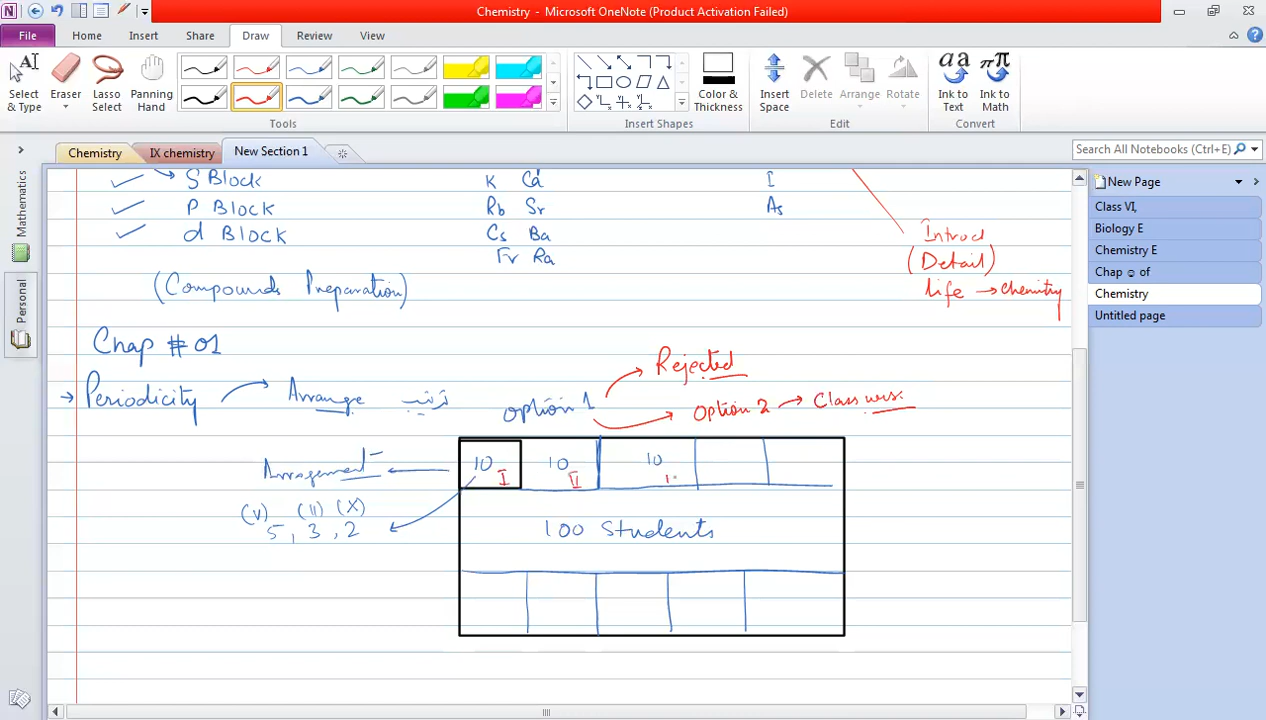 Chemistry - Microsoft OneNote (Product Activation Failed)
File Home Insert Share Draw Review View
Select & Type
Eraser
Lasso Select
Panning Hand
Color & Thickness
Insert Space
Delete
Arrange
Rotate
Ink to Text
Ink to Math
Tools
Insert Shapes
Edit
Convert
Chemistry
IX chemistry
New Section 1
Search All Notebooks (Ctrl+E)
Mathematics
Personal
New Page
Class VI,
Biology E
Chemistry E
Chap ☺ of
Chemistry
Untitled page
S Block K Ca I
P Block Rb Sr As
d Block Cs Ba
Fr Ra
Introd
(Detail)
life → chemistry
(Compounds Preparation)
Chap # 01
Rejected
→ Periodicity Arrange ترتیب option 1
Option 2 → Class wis.
Arragement
10 I 10 II 10 I
(V) (II) (X)
5, 3, 2
100 Students